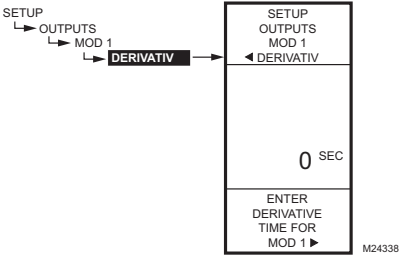 SETUP
OUTPUTS
MOD 1
DERIVATIV
SETUP
OUTPUTS
MOD 1
◄ DERIVATIV
0 SEC
ENTER
DERIVATIVE
TIME FOR
MOD 1 ►
M24338